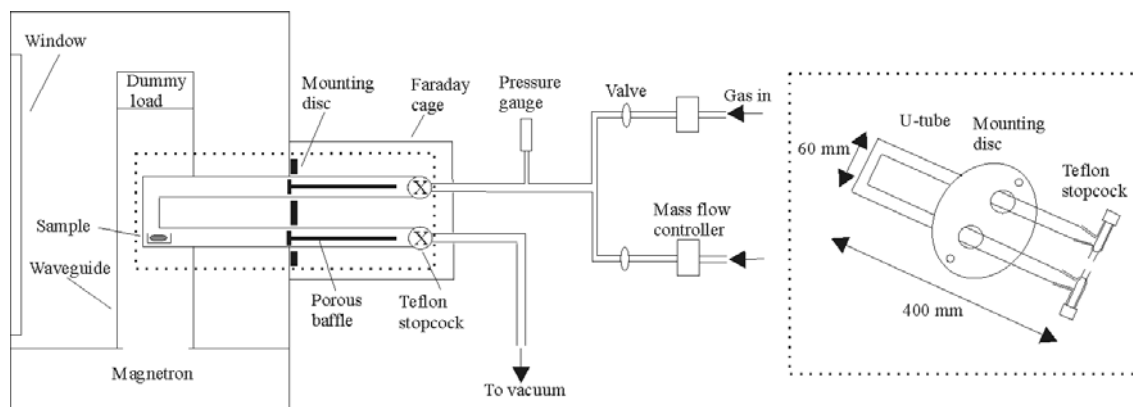 Window
Dummy
load
Mounting
disc
Faraday
cage
Pressure
gauge
Valve
Gas in
Sample
Waveguide
Magnetron
Porous
baffle
X
X
Teflon
stopcock
Mass flow
controller
To vacuum
U-tube
Mounting
disc
60 mm
Teflon
stopcock
400 mm